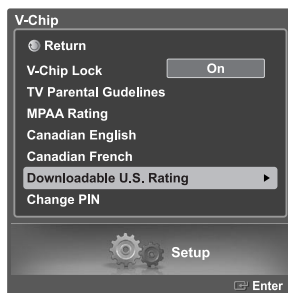 V-Chip
Return
V-Chip Lock On
TV Parental Gudelines
MPAA Rating
Canadian English
Canadian French
Downloadable U.S. Rating
Change PIN
Setup
Enter